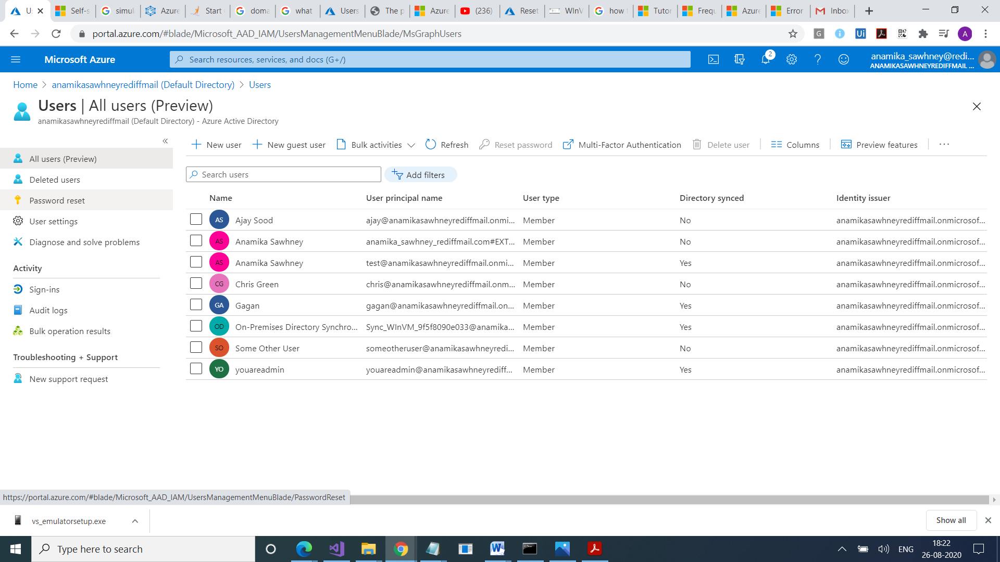 Us
Self-s
simul
Azure
Start
doma
what
Users
The p
Azure
(236)
Reset
WInV
how t
Tutor
Frequ
Azure
Error
Inbox
portal.azure.com/#blade/Microsoft_AAD_IAM/UsersManagementMenuBlade/MsGraphUsers
G
Ui
A
Microsoft Azure
Search resources, services, and docs (G+/)
2
anamika_sawhney@redi...
ANAMIKASAWHNEYREDIFFMAIL ...
Home > anamikasawhneyrediffmail (Default Directory) > Users
Users | All users (Preview)
anamikasawhneyrediffmail (Default Directory) - Azure Active Directory
All users (Preview)
Deleted users
Password reset
User settings
Diagnose and solve problems
Activity
Sign-ins
Audit logs
Bulk operation results
Troubleshooting + Support
New support request
New user
New guest user
Bulk activities
Refresh
Reset password
Multi-Factor Authentication
Delete user
Columns
Preview features
...
Search users
Add filters
Name User principal name User type Directory synced Identity issuer
AS Ajay Sood ajay@anamikasawhneyrediffmail.onmi... Member No anamikasawhneyrediffmail.onmicrosof...
AS Anamika Sawhney anamika_sawhney_rediffmail.com#EXT... Member No anamikasawhneyrediffmail.onmicrosof...
AS Anamika Sawhney test@anamikasawhneyrediffmail.onmi... Member Yes anamikasawhneyrediffmail.onmicrosof...
CG Chris Green chris@anamikasawhneyrediffmail.onm... Member No anamikasawhneyrediffmail.onmicrosof...
GA Gagan gagan@anamikasawhneyrediffmail.on... Member Yes anamikasawhneyrediffmail.onmicrosof...
OD On-Premises Directory Synchro... Sync_WInVM_9f5f8090e033@anamika... Member Yes anamikasawhneyrediffmail.onmicrosof...
SO Some Other User someotheruser@anamikasawhneyredi... Member No anamikasawhneyrediffmail.onmicrosof...
YO youareadmin youareadmin@anamikasawhneyrediff... Member Yes anamikasawhneyrediffmail.onmicrosof...
https://portal.azure.com/#blade/Microsoft_AAD_IAM/UsersManagementMenuBlade/PasswordReset
vs_emulatorsetup.exe
Show all
Type here to search
ENG
18:22
26-08-2020